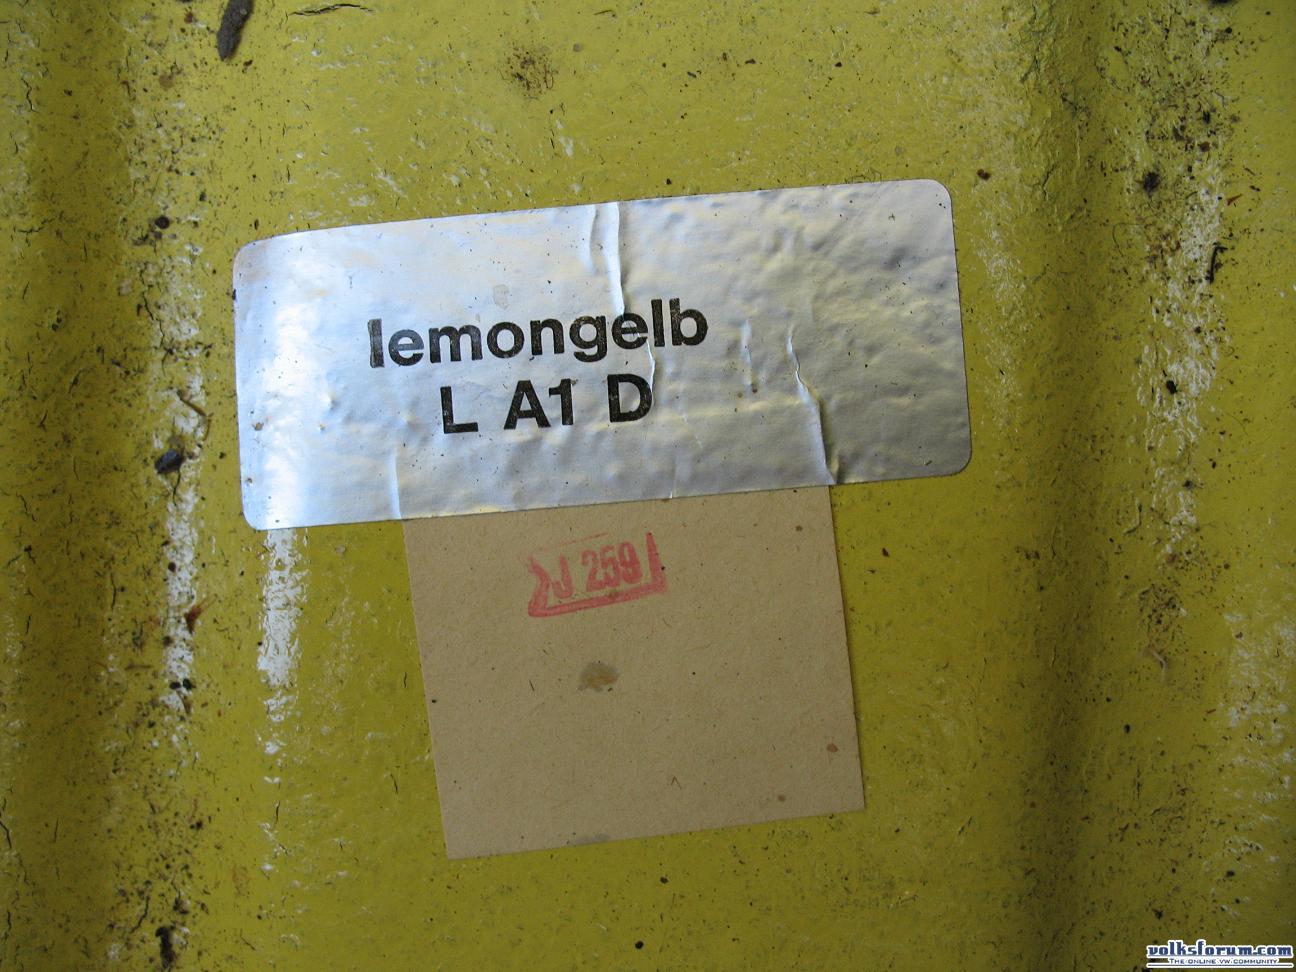 lemongelb
L A1 D
J 259
volksforum.com
THE ONLINE VW COMMUNITY